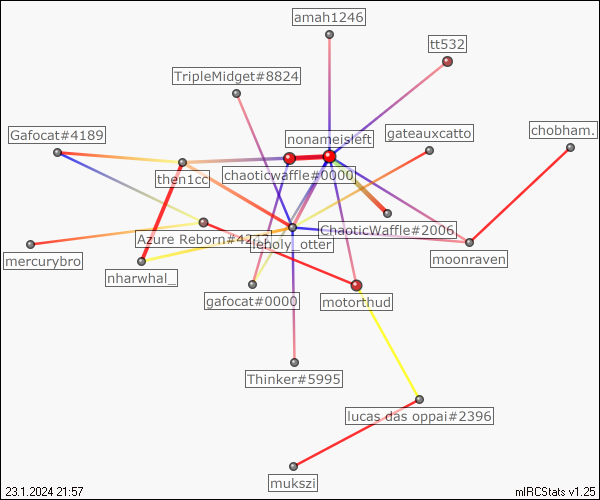 amah1246
tt532
TripleMidget#8824
Gafocat#4189
gateauxcatto
chobham.
nonameisleft
chaoticwaffle#0000
then1cc
ChaoticWaffle#2006
Azure Reborn#4242
leholy_otter
mercurybro
moonraven
nharwhal_
gafocat#0000
motorthud
Thinker#5995
lucas das oppai#2396
mukszi
23.1.2024 21:57
mIRCStats v1.25